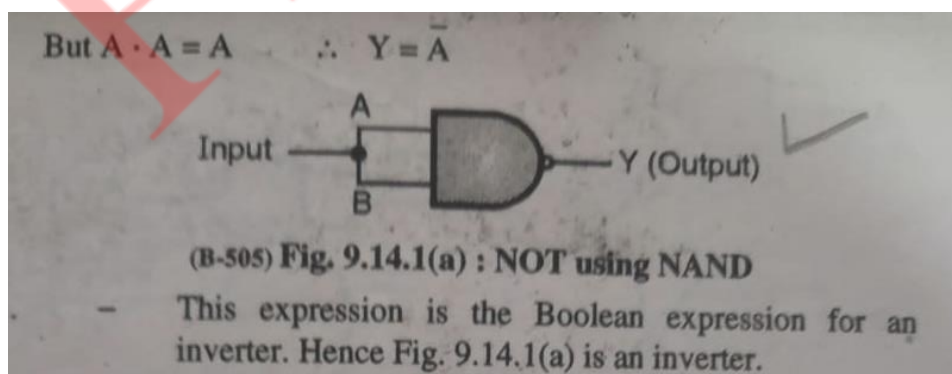 But A · A = A ∴ Y = A̅
A
Input
Y (Output)
B
(B-505) Fig. 9.14.1(a) : NOT using NAND
– This expression is the Boolean expression for an
inverter. Hence Fig. 9.14.1(a) is an inverter.